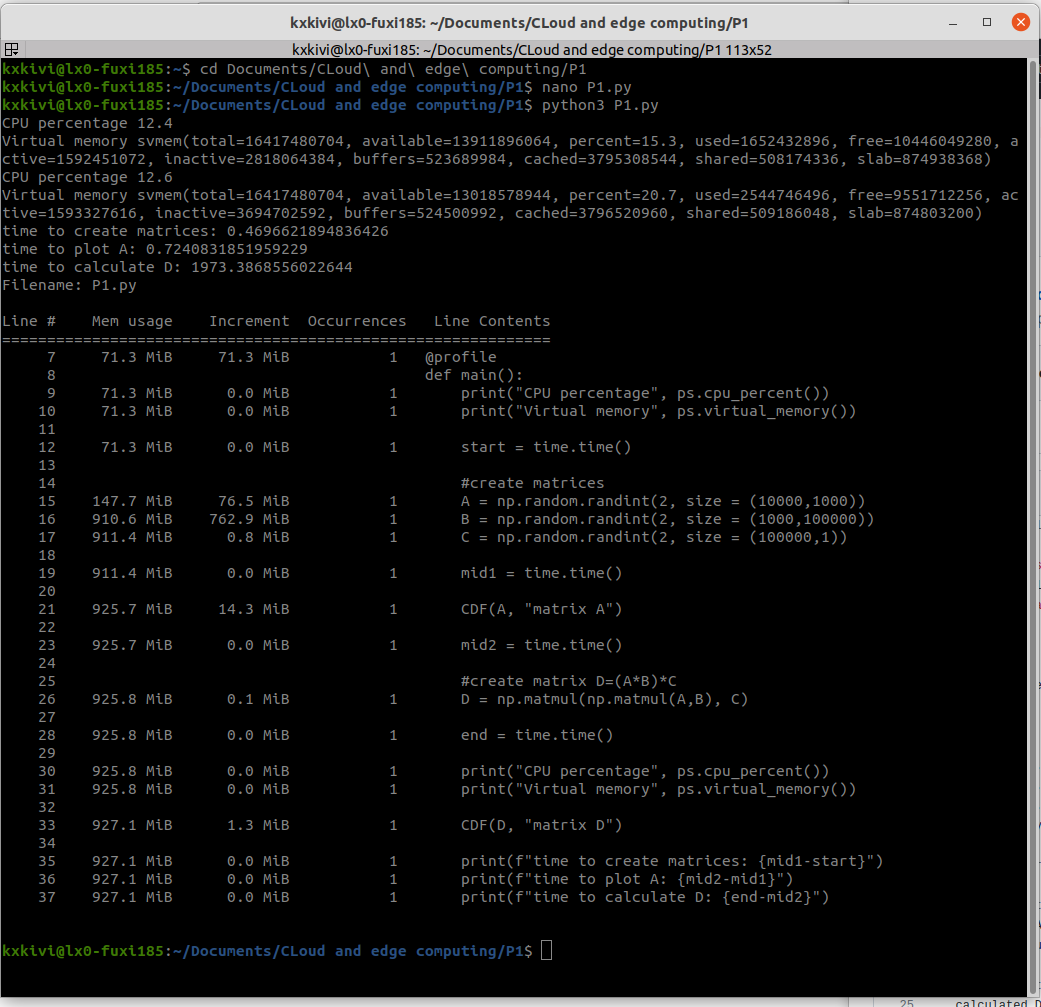 kxkivi@lx0-fuxi185: ~/Documents/CLoud and edge computing/P1
kxkivi@lx0-fuxi185: ~/Documents/CLoud and edge computing/P1 113x52
kxkivi@lx0-fuxi185:~$ cd Documents/CLoud\ and\ edge\ computing/P1
kxkivi@lx0-fuxi185:~/Documents/CLoud and edge computing/P1$ nano P1.py
kxkivi@lx0-fuxi185:~/Documents/CLoud and edge computing/P1$ python3 P1.py
CPU percentage 12.4
Virtual memory svmem(total=16417480704, available=13911896064, percent=15.3, used=1652432896, free=10446049280, a
ctive=1592451072, inactive=2818064384, buffers=523689984, cached=3795308544, shared=508174336, slab=874938368)
CPU percentage 12.6
Virtual memory svmem(total=16417480704, available=13018578944, percent=20.7, used=2544746496, free=9551712256, ac
tive=1593327616, inactive=3694702592, buffers=524500992, cached=3796520960, shared=509186048, slab=874803200)
time to create matrices: 0.4696621894836426
time to plot A: 0.7240831851959229
time to calculate D: 1973.3868556022644
Filename: P1.py
Line #    Mem usage    Increment  Occurrences   Line Contents
=============================================================
     7     71.3 MiB     71.3 MiB           1   @profile
     8                                         def main():
     9     71.3 MiB      0.0 MiB           1       print("CPU percentage", ps.cpu_percent())
    10     71.3 MiB      0.0 MiB           1       print("Virtual memory", ps.virtual_memory())
    11
    12     71.3 MiB      0.0 MiB           1       start = time.time()
    13
    14                                             #create matrices
    15    147.7 MiB     76.5 MiB           1       A = np.random.randint(2, size = (10000,1000))
    16    910.6 MiB    762.9 MiB           1       B = np.random.randint(2, size = (1000,100000))
    17    911.4 MiB      0.8 MiB           1       C = np.random.randint(2, size = (100000,1))
    18
    19    911.4 MiB      0.0 MiB           1       mid1 = time.time()
    20
    21    925.7 MiB     14.3 MiB           1       CDF(A, "matrix A")
    22
    23    925.7 MiB      0.0 MiB           1       mid2 = time.time()
    24
    25                                             #create matrix D=(A*B)*C
    26    925.8 MiB      0.1 MiB           1       D = np.matmul(np.matmul(A,B), C)
    27
    28    925.8 MiB      0.0 MiB           1       end = time.time()
    29
    30    925.8 MiB      0.0 MiB           1       print("CPU percentage", ps.cpu_percent())
    31    925.8 MiB      0.0 MiB           1       print("Virtual memory", ps.virtual_memory())
    32
    33    927.1 MiB      1.3 MiB           1       CDF(D, "matrix D")
    34
    35    927.1 MiB      0.0 MiB           1       print(f"time to create matrices: {mid1-start}")
    36    927.1 MiB      0.0 MiB           1       print(f"time to plot A: {mid2-mid1}")
    37    927.1 MiB      0.0 MiB           1       print(f"time to calculate D: {end-mid2}")
kxkivi@lx0-fuxi185:~/Documents/CLoud and edge computing/P1$
25 calculated D